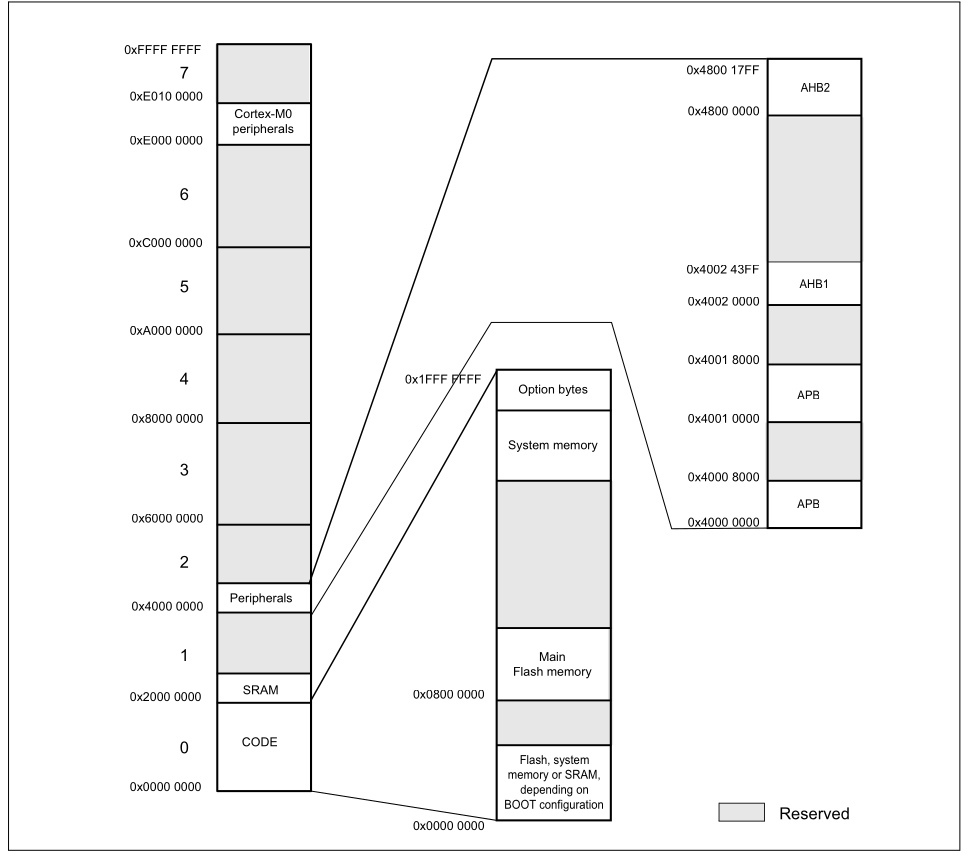 0xFFFF FFFF
7
0xE010 0000
Cortex-M0
peripherals
0xE000 0000
6
0xC000 0000
5
0xA000 0000
4
0x8000 0000
3
0x6000 0000
2
Peripherals
0x4000 0000
1
SRAM
0x2000 0000
CODE
0
0x0000 0000
0x1FFF FFFF
Option bytes
System memory
Main
Flash memory
0x0800 0000
Flash, system
memory or SRAM,
depending on
BOOT configuration
0x0000 0000
0x4800 17FF
AHB2
0x4800 0000
0x4002 43FF
AHB1
0x4002 0000
0x4001 8000
APB
0x4001 0000
0x4000 8000
APB
0x4000 0000
Reserved